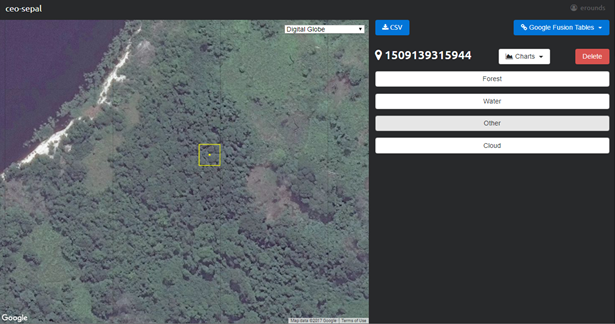 ceo-sepal
erounds
Digital Globe
CSV
Google Fusion Tables
1509139315944
Charts
Delete
Forest
Water
Other
Cloud
Google
Map data ©2017 Google | Terms of Use